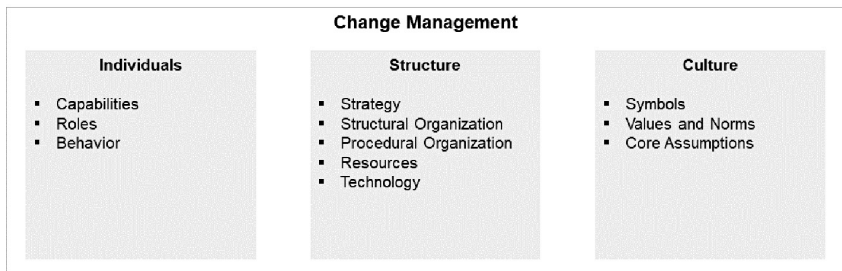 Change Management
Individuals
▪ Capabilities
▪ Roles
▪ Behavior
Structure
▪ Strategy
▪ Structural Organization
▪ Procedural Organization
▪ Resources
▪ Technology
Culture
▪ Symbols
▪ Values and Norms
▪ Core Assumptions